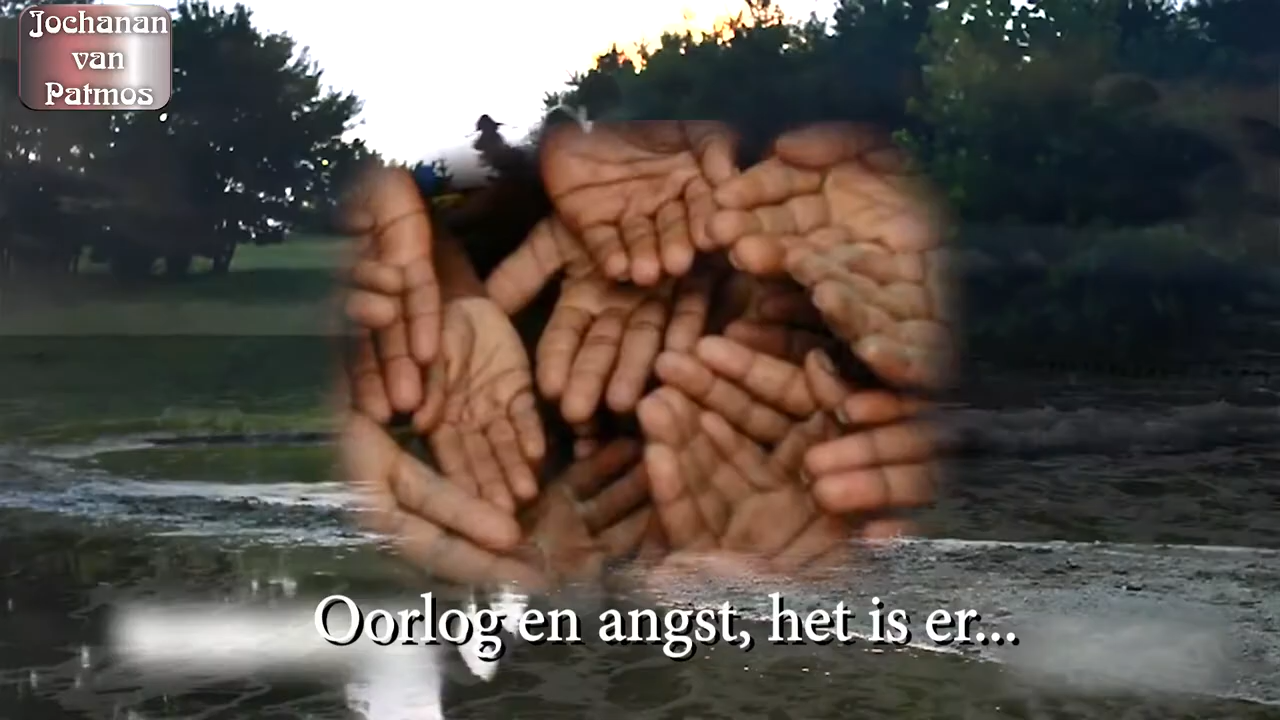 Jochanan
van
Patmos
Oorlog en angst, het is er...